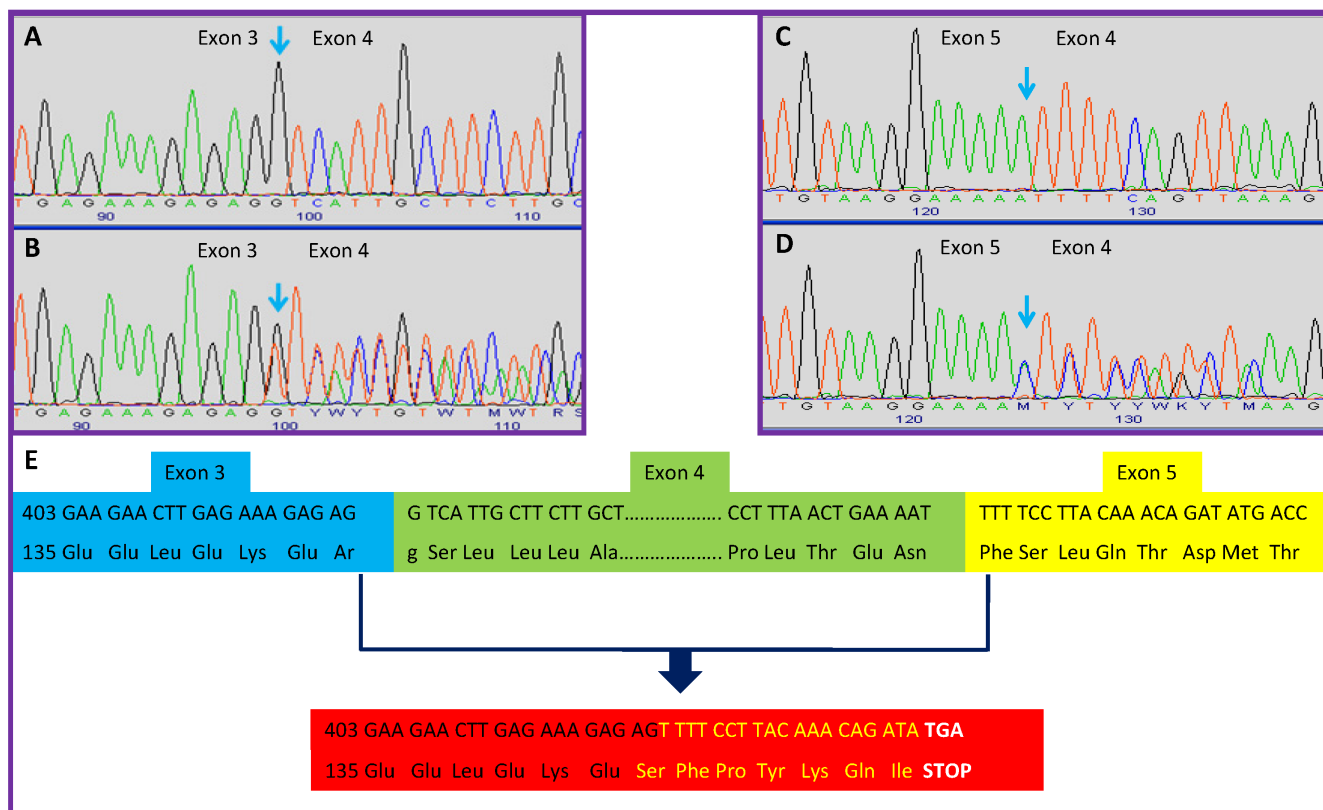 A
Exon 3 Exon 4
T G A G A A A G A G A G G T C A T T G C T T C T T G C
90 100 110
B
Exon 3 Exon 4
T G A G A A A G A G A G G T Y W Y T G T W T M W T R S
90 100 110
C
Exon 5 Exon 4
T G T A A G G A A A A A T T T T C A G T T A A A G
120 130
D
Exon 5 Exon 4
T G T A A G G A A A A M T Y T Y Y W K Y T M A A G
120 130
E
Exon 3 Exon 4 Exon 5
403 GAA GAA CTT GAG AAA GAG AG G TCA TTG CTT CTT GCT………………..CCT TTA ACT GAAA AAT TTT TCC TTA CAA ACA GAT ATG ACC
135 Glu Glu Leu Glu Lys Glu Ar g Ser Leu Leu Leu Ala………………..Pro Leu Thr Glu Asn Phe Ser Leu Gln Thr Asp Met Thr
403 GAA GAA CTT GAG AAA GAG AGT TTT CCT TAC AAA CAG ATA TGA
135 Glu Glu Leu Glu Lys Glu Ser Phe Pro Tyr Lys Gln Ile STOP